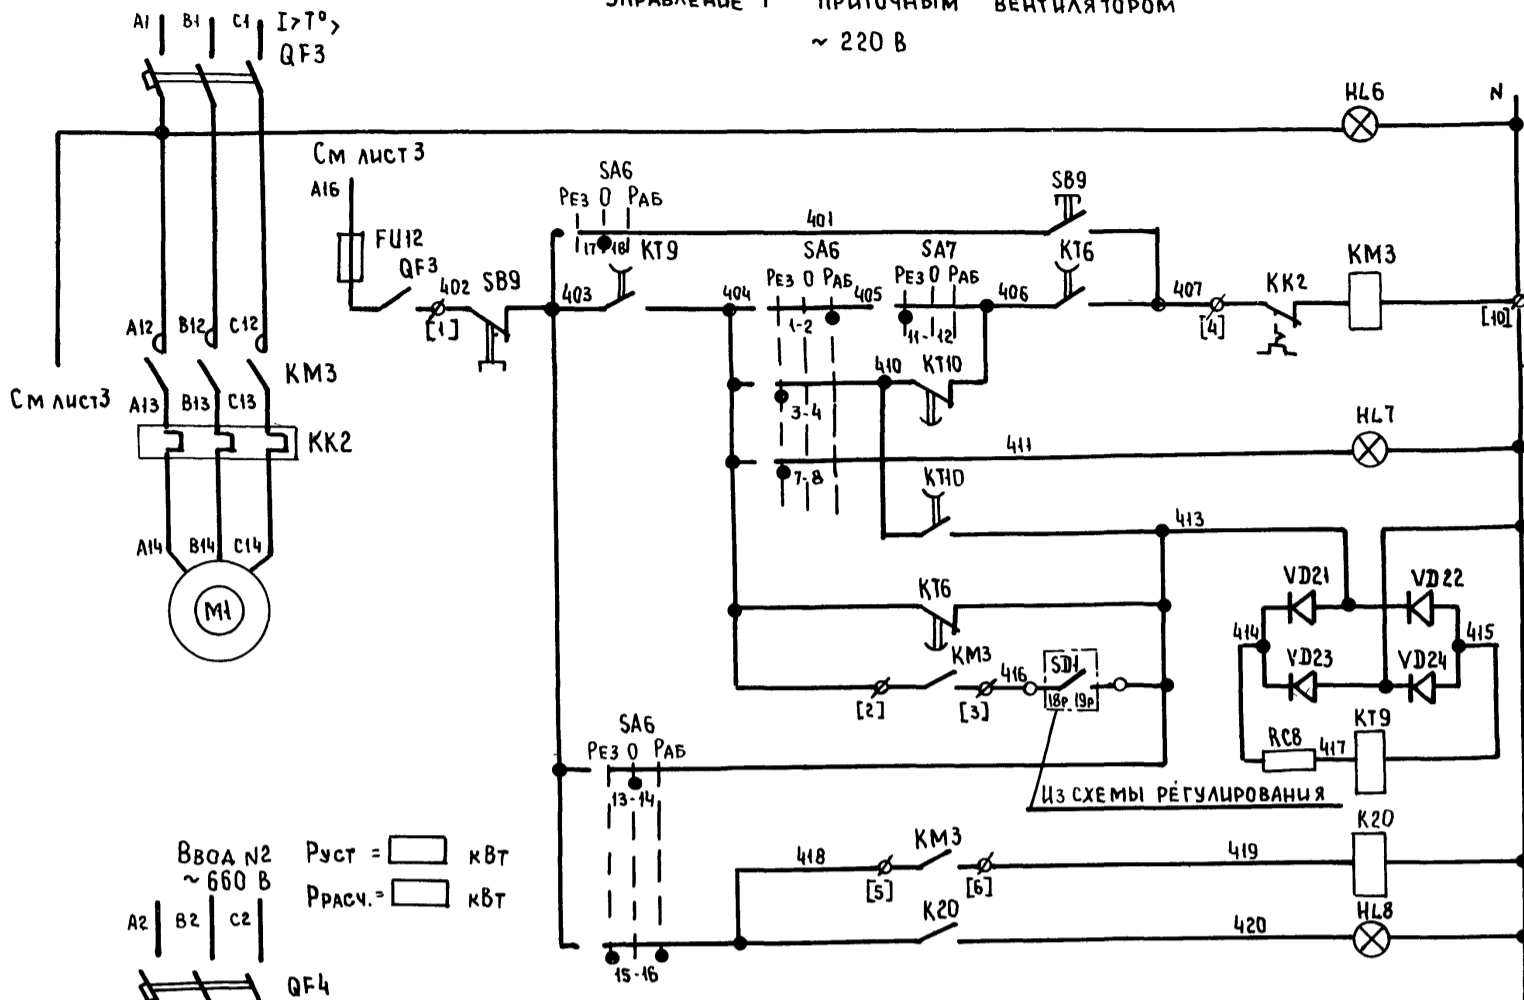 УПРАВЛЕНИЕ 1 ПРИТОЧНЫМ ВЕНТИЛЯТОРОМ
~ 220 В
A1 B1 C1 I> T°>
QF3
HL6
N
См лист3
A16
SA6
Рез 0 Раб
17-18
401
SB9
FU12
QF3
402
[1]
SB9
403
KT9
404
SA6
Рез 0 Раб
1-2
405
SA7
Рез 0 Раб
11-12
406
KT6
407
[4]
KK2
KM3
[10]
A12 B12 C12
KM3
См лист3
A13 B13 C13
KK2
3-4
410
KT10
7-8
411
HL7
KT10
413
A14 B14 C14
M1
KT6
VD21
VD22
414
415
VD23
VD24
[2]
KM3
[3]
416
SD1
18р 19р
SA6
Рез 0 Раб
13-14
RC8
417
KT9
Из схемы регулирования
Ввод N2
~ 660 В
Руст = кВт
Ррасч. = кВт
418
[5]
KM3
[6]
419
K20
A2 B2 C2
K20
420
HL8
15-16
QF4